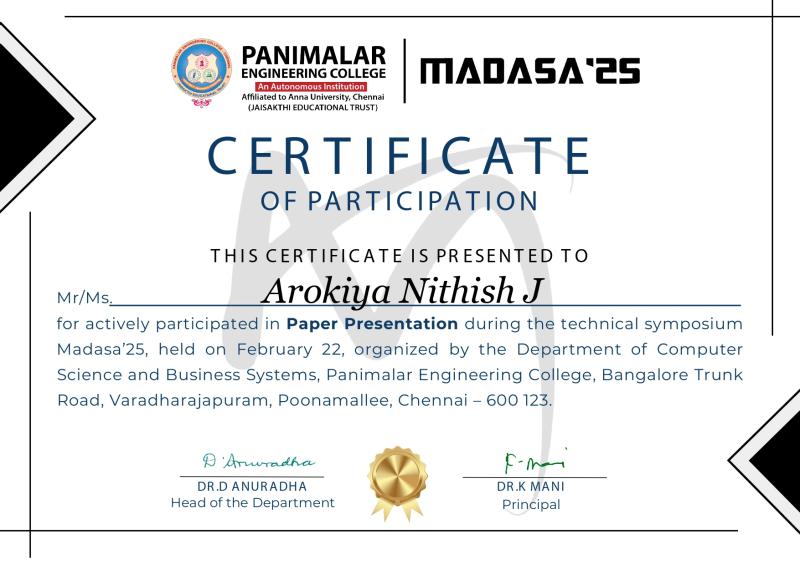 PANIMALAR
ENGINEERING COLLEGE
An Autonomous Institution
Affiliated to Anna University, Chennai
(JAISAKTHI EDUCATIONAL TRUST)
MADASA'25
CERTIFICATE
OF PARTICIPATION
THIS CERTIFICATE IS PRESENTED TO
Mr/Ms. Arokiya Nithish J
for actively participated in Paper Presentation during the technical symposium
Madasa’25, held on February 22, organized by the Department of Computer
Science and Business Systems, Panimalar Engineering College, Bangalore Trunk
Road, Varadharajapuram, Poonamallee, Chennai – 600 123.
D. Anuradha
K. Mani
DR.D ANURADHA
DR.K MANI
Head of the Department
Principal